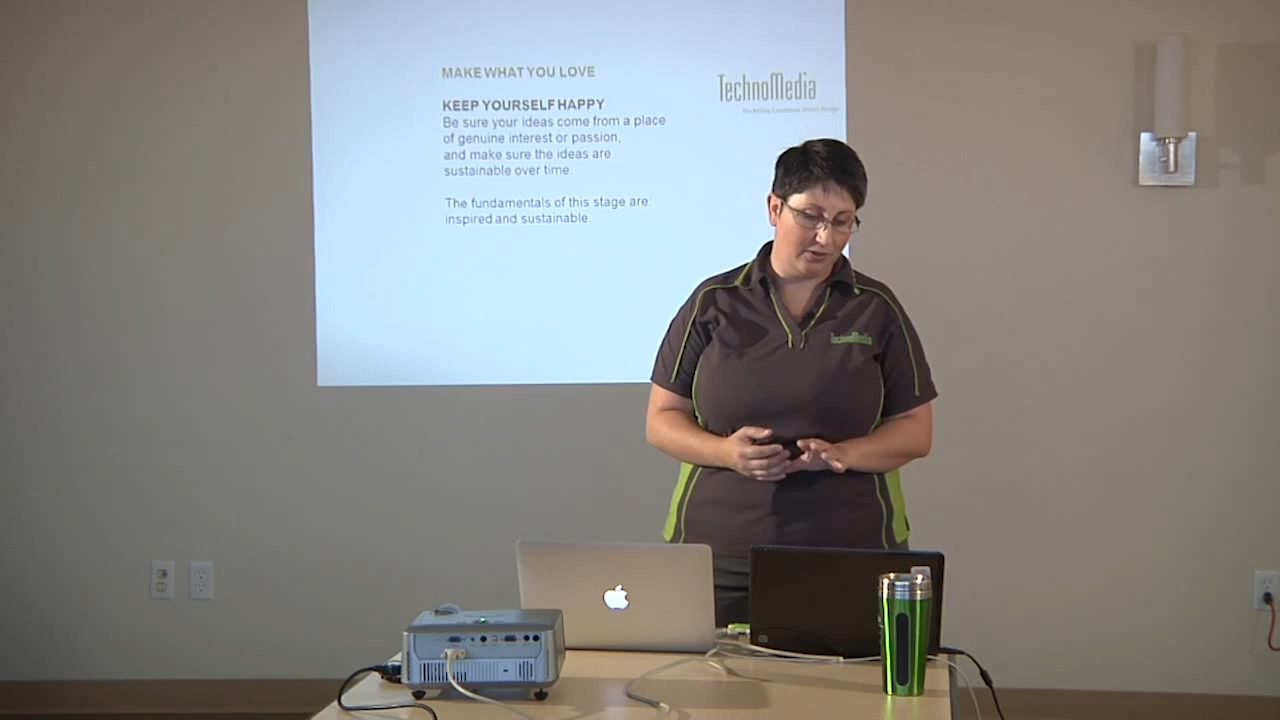 MAKE WHAT YOU LOVE
KEEP YOURSELF HAPPY
Be sure your ideas come from a place
of genuine interest or passion,
and make sure the ideas are
sustainable over time.
The fundamentals of this stage are:
inspired and sustainable.
TechnoMedia
TechnoMedia